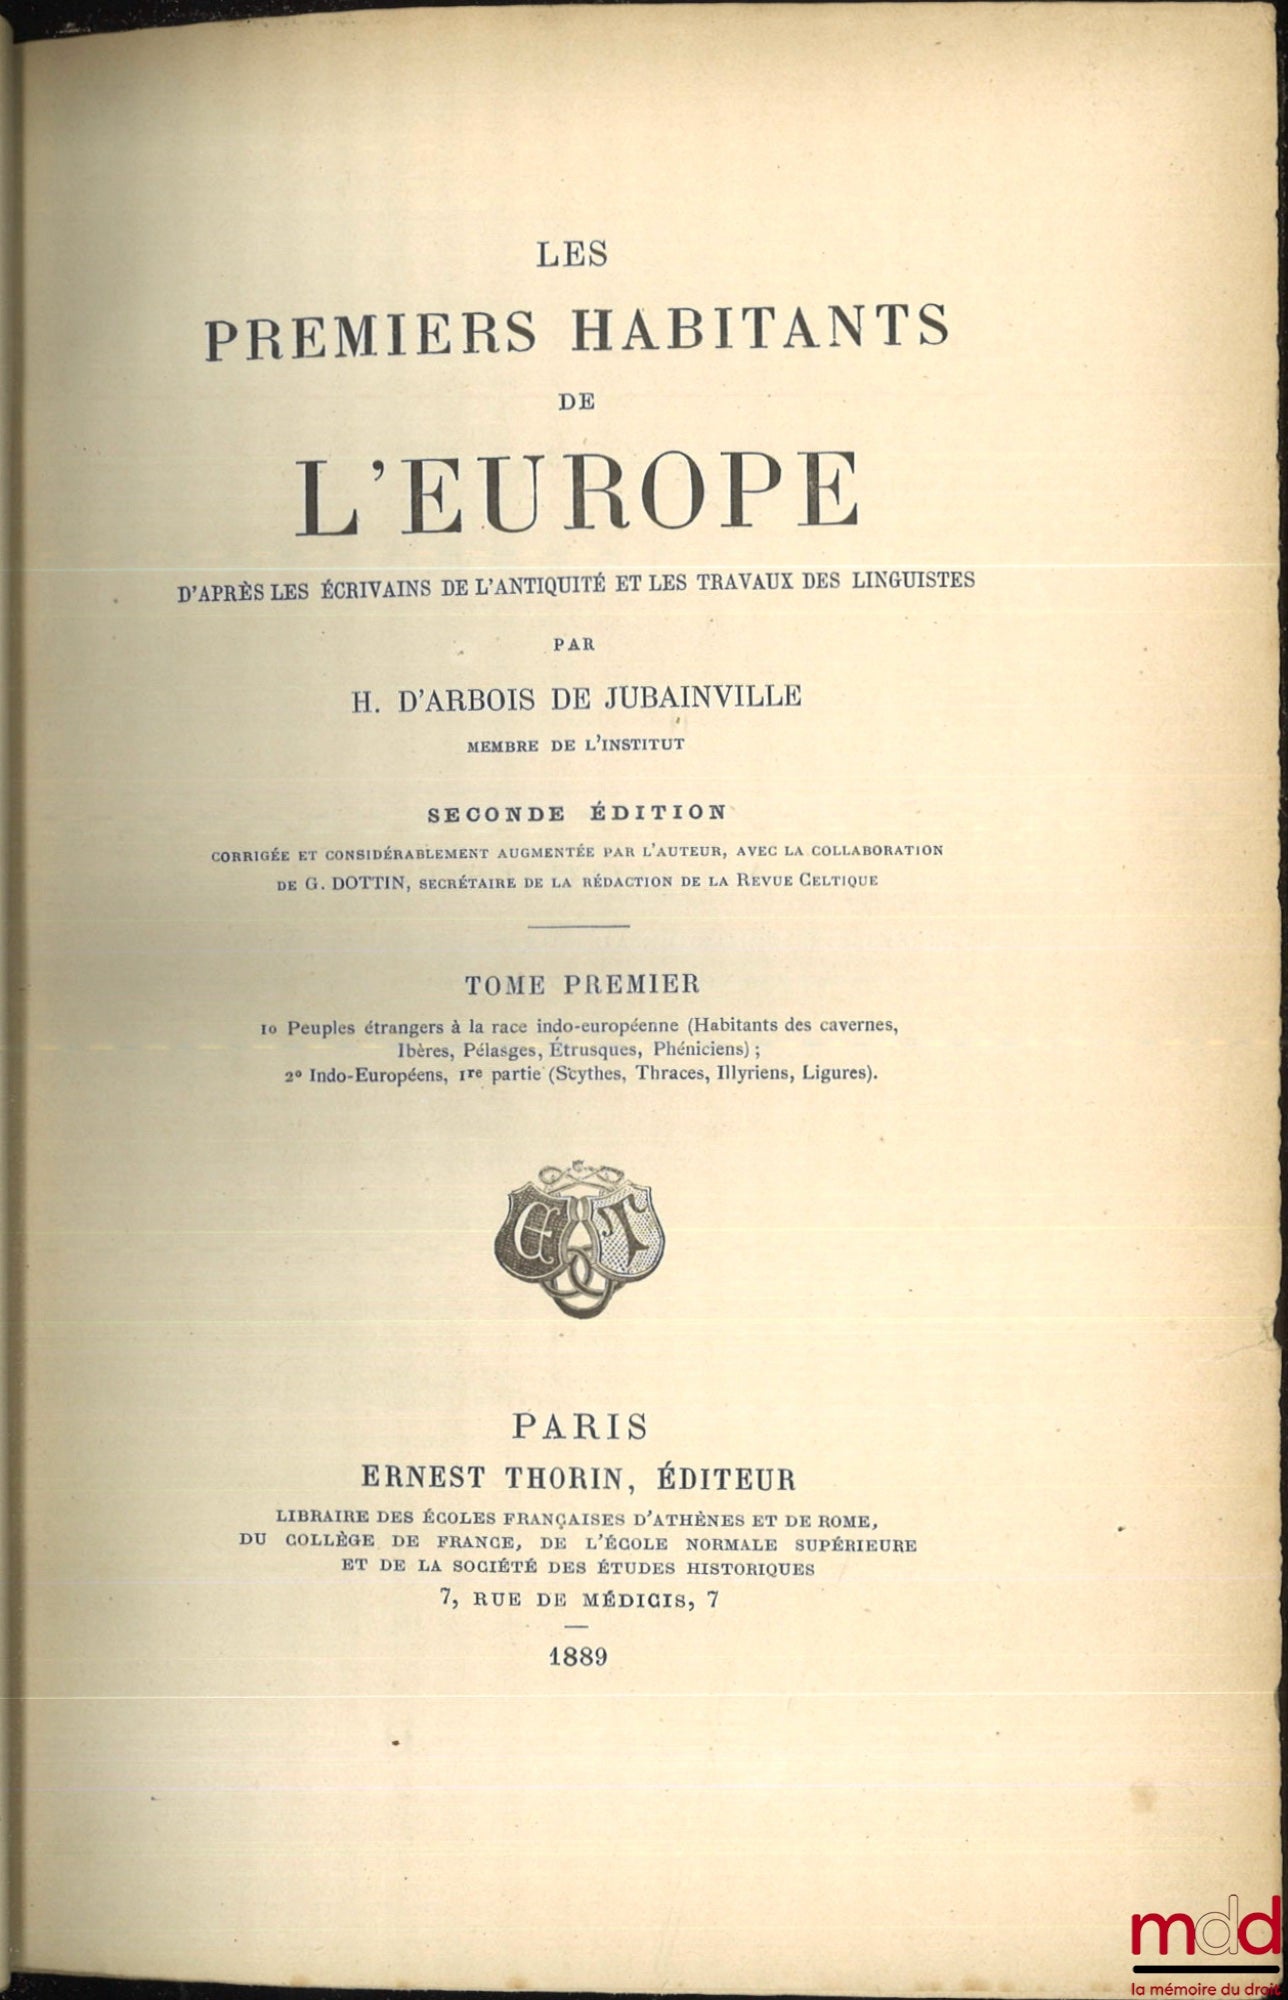 LES
PREMIERS HABITANTS
DE
L'EUROPE
D'APRÈS LES ÉCRIVAINS DE L'ANTIQUITÉ ET LES TRAVAUX DES LINGUISTES
PAR
H. D'ARBOIS DE JUBAINVILLE
MEMBRE DE L'INSTITUT
SECONDE ÉDITION
CORRIGÉE ET CONSIDÉRABLEMENT AUGMENTÉE PAR L'AUTEUR, AVEC LA COLLABORATION
DE G. DOTTIN, SECRÉTAIRE DE LA RÉDACTION DE LA REVUE CELTIQUE
TOME PREMIER
1o Peuples étrangers à la race indo-européenne (Habitants des cavernes,
Ibères, Pélasges, Étrusques, Phéniciens) ;
2o Indo-Européens, 1re partie (Scythes, Thraces, Illyriens, Ligures).
E T
PARIS
ERNEST THORIN, ÉDITEUR
LIBRAIRE DES ÉCOLES FRANÇAISES D'ATHÈNES ET DE ROME,
DU COLLÈGE DE FRANCE, DE L'ÉCOLE NORMALE SUPÉRIEURE
ET DE LA SOCIÉTÉ DES ÉTUDES HISTORIQUES
7, RUE DE MÉDICIS, 7
1889
mdd
la mémoire du droit